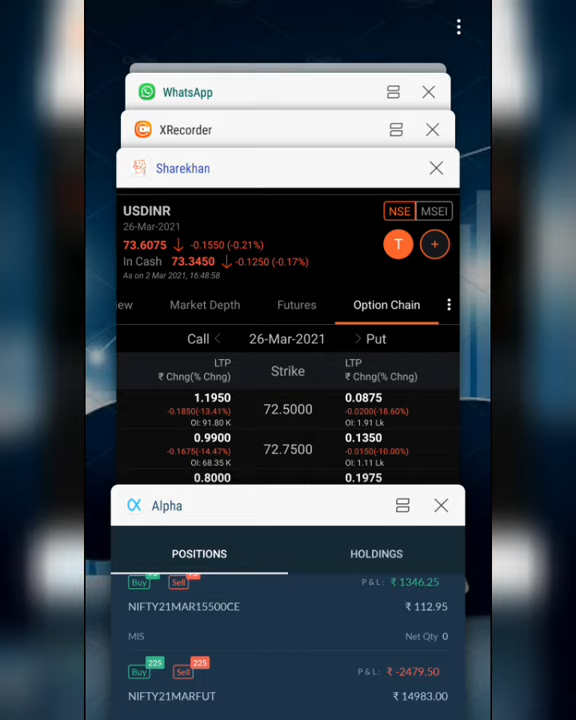 WhatsApp
XRecorder
Sharekhan
USDINR
NSE MSEI
26-Mar-2021
73.6075 ↓ -0.1550 (-0.21%)
T +
In Cash 73.3450 ↓ -0.1250 (-0.17%)
As on 2 Mar 2021, 16:48:58
ew Market Depth Futures Option Chain
Call < 26-Mar-2021 > Put
LTP LTP
₹ Chng(% Chng) Strike ₹ Chng(% Chng)
1.1950 0.0875
-0.1850(-13.41%) 72.5000 -0.0200(-18.60%)
OI: 91.80 K OI: 1.91 Lk
0.9900 0.1350
-0.1675(-14.47%) 72.7500 -0.0150(-10.00%)
OI: 68.35 K OI: 1.11 Lk
0.8000 0.1975
Alpha
POSITIONS HOLDINGS
Buy Sell P & L: ₹ 1346.25
NIFTY21MAR15500CE ₹ 112.95
MIS Net Qty 0
225 225
Buy Sell P & L: ₹ -2479.50
NIFTY21MARFUT ₹ 14983.00